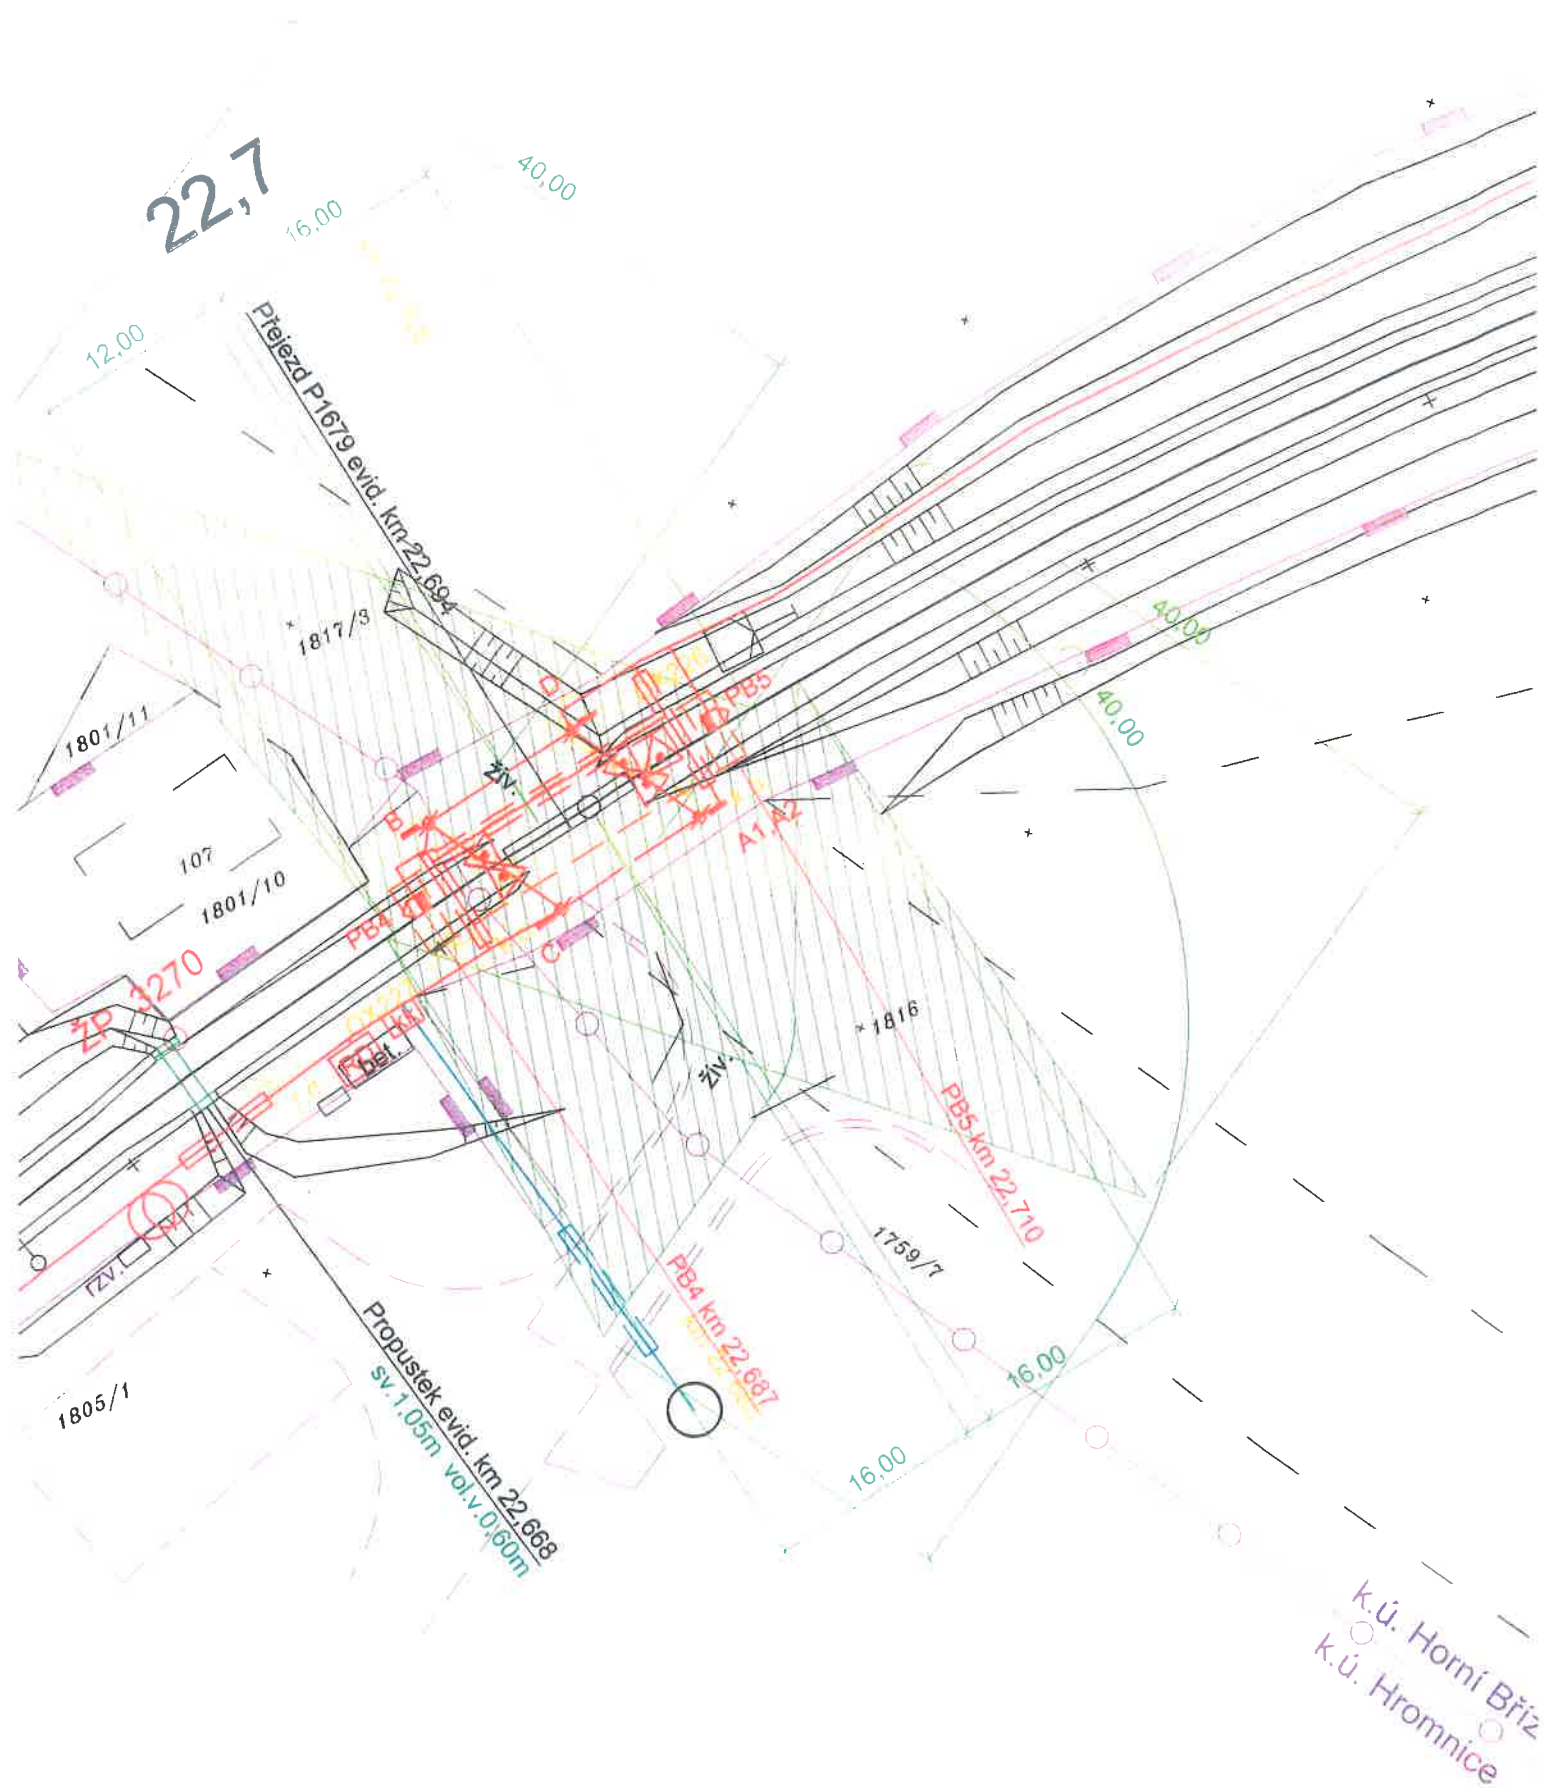 22,7
16,00
40,00
12,00
Přejezd P1679 evid. km 22,694
1817/3
40,00
40,00
1801/11
D
PB5
živ.
B
A1,A2
107
1801/10
PB4
C
ŽP 3270
bet.
1816
živ.
PB5 km 22,710
rzv.
1759/7
PB4 km 22,687
1805/1
Propustek evid. km 22,668
sv.1,05m vol.v.0,60m
16,00
16,00
k.ú. Horní Bříz
k.ú. Hromnice